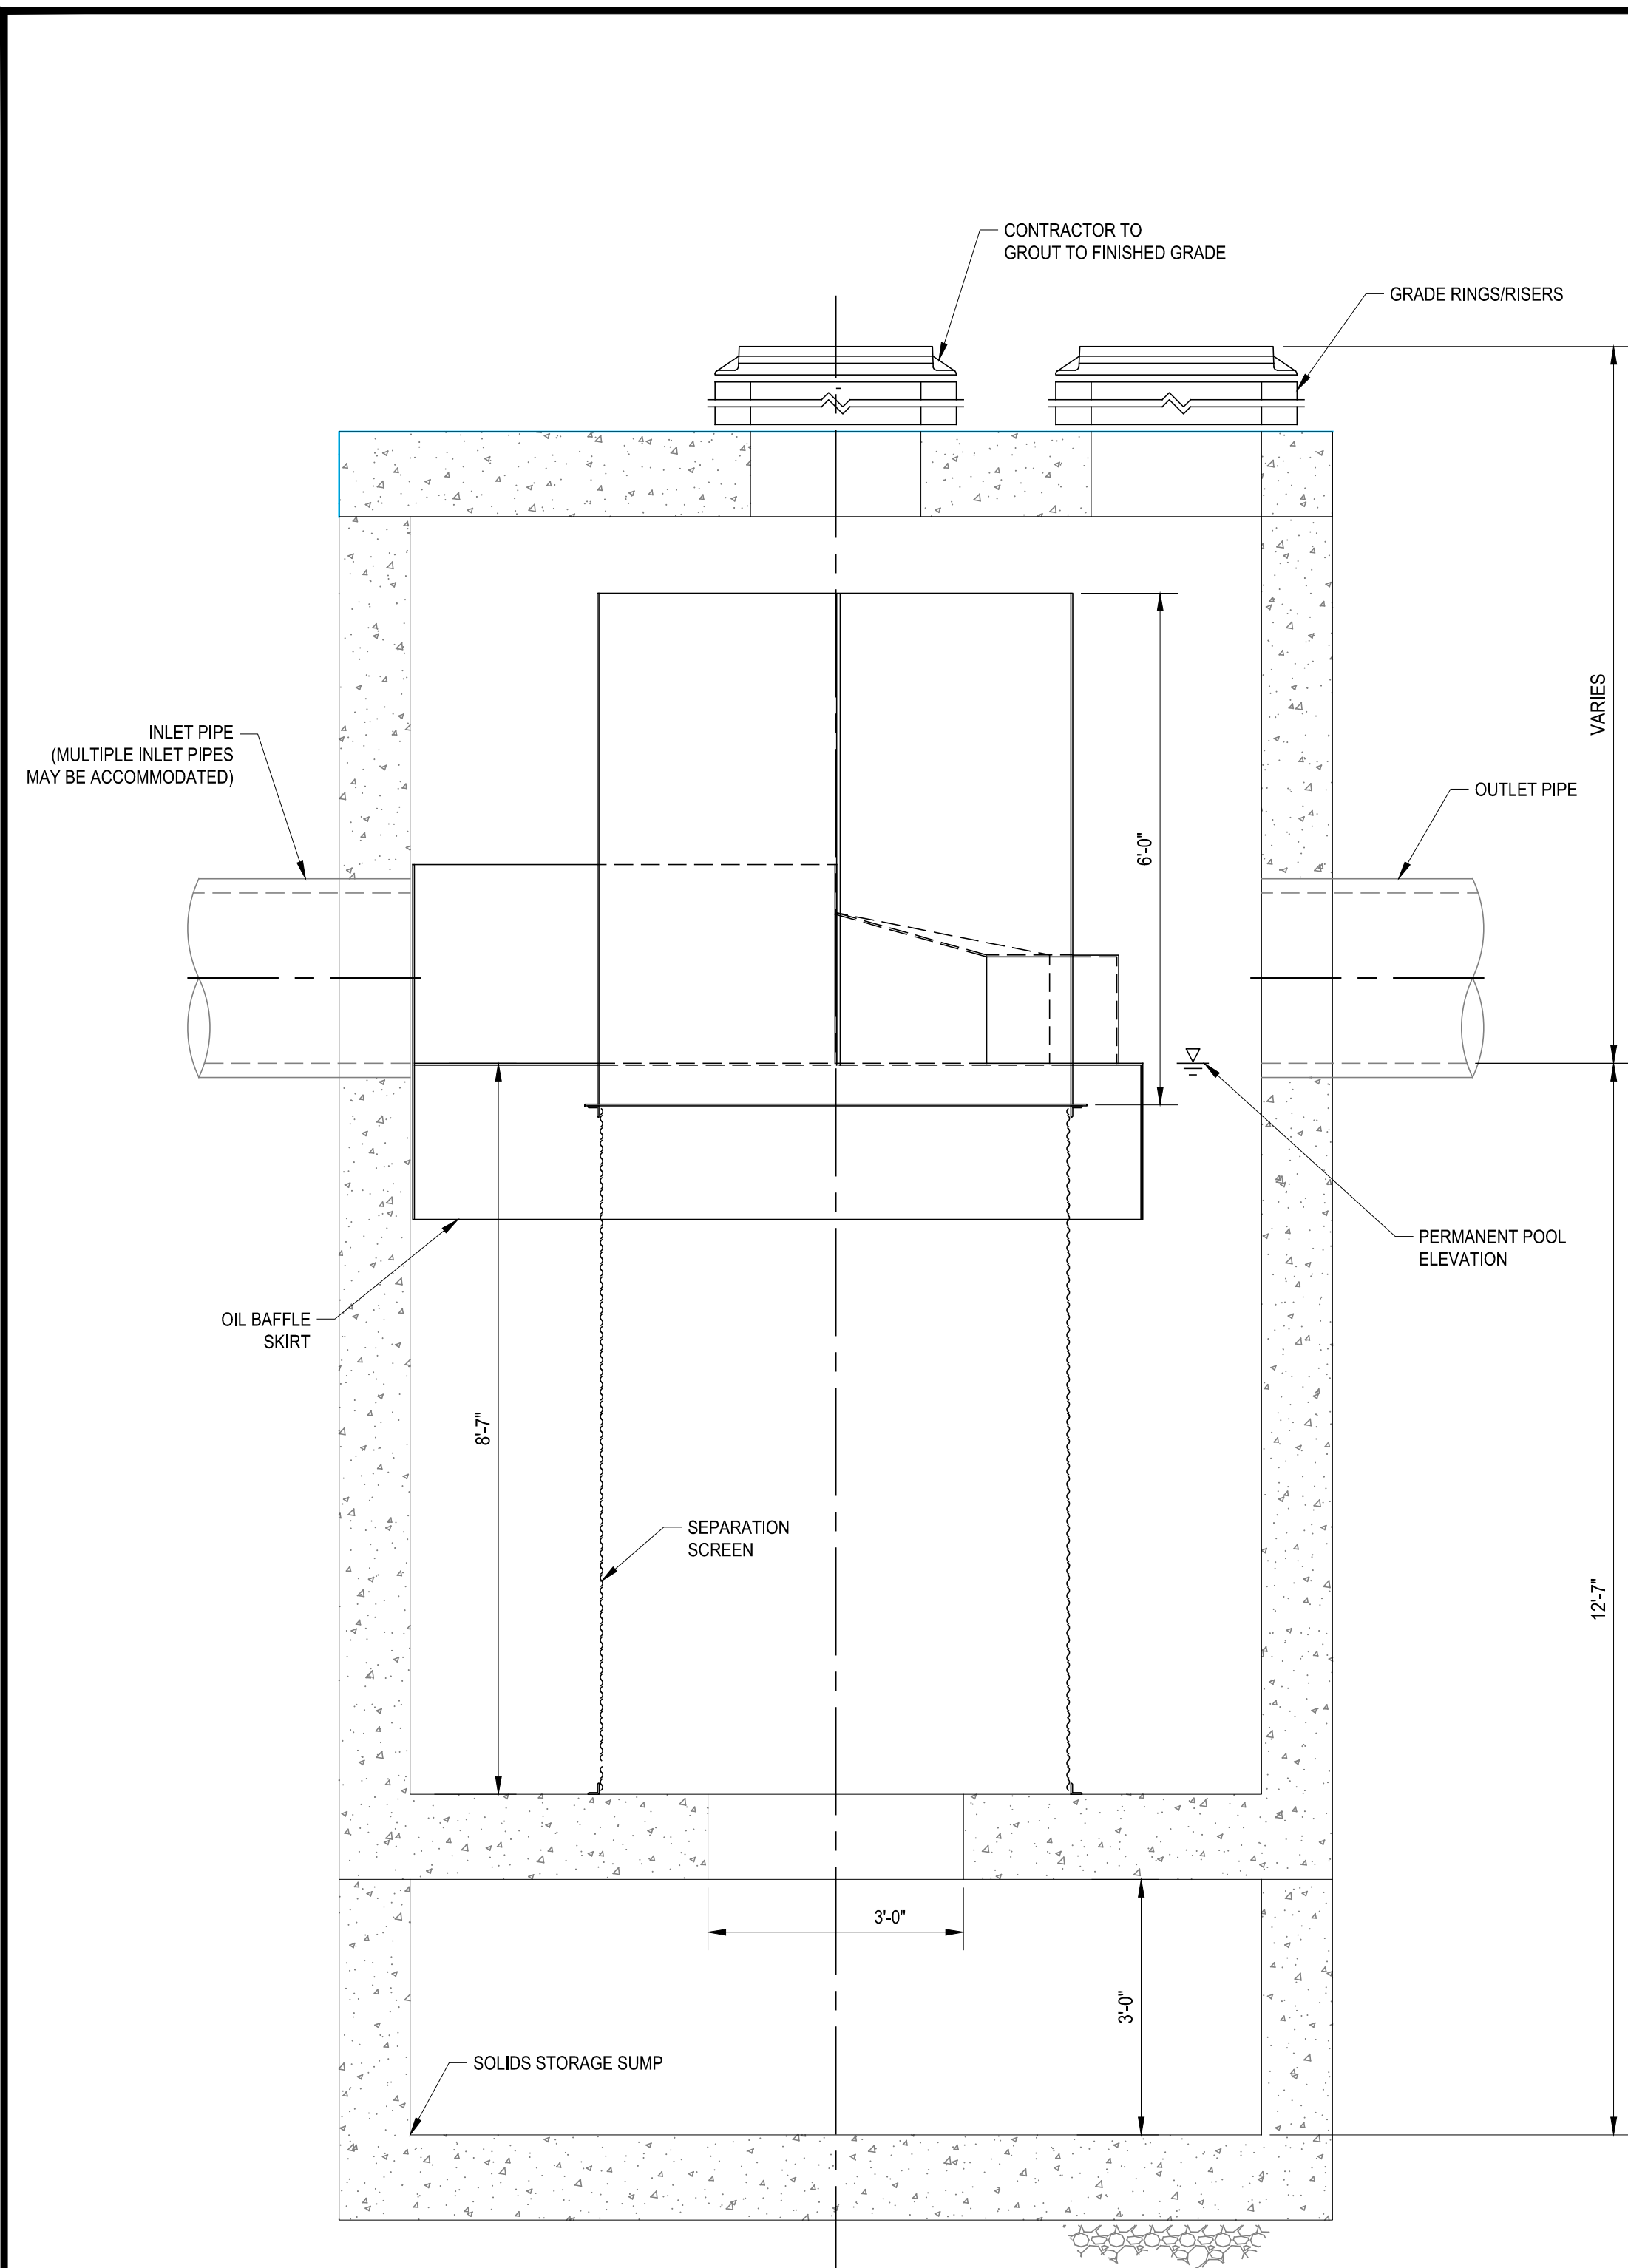 CONTRACTOR TO
GROUT TO FINISHED GRADE
GRADE RINGS/RISERS
INLET PIPE
(MULTIPLE INLET PIPES
MAY BE ACCOMMODATED)
VARIES
OUTLET PIPE
6'-0"
PERMANENT POOL
ELEVATION
OIL BAFFLE
SKIRT
8'-7"
SEPARATION
SCREEN
12'-7"
3'-0"
3'-0"
SOLIDS STORAGE SUMP